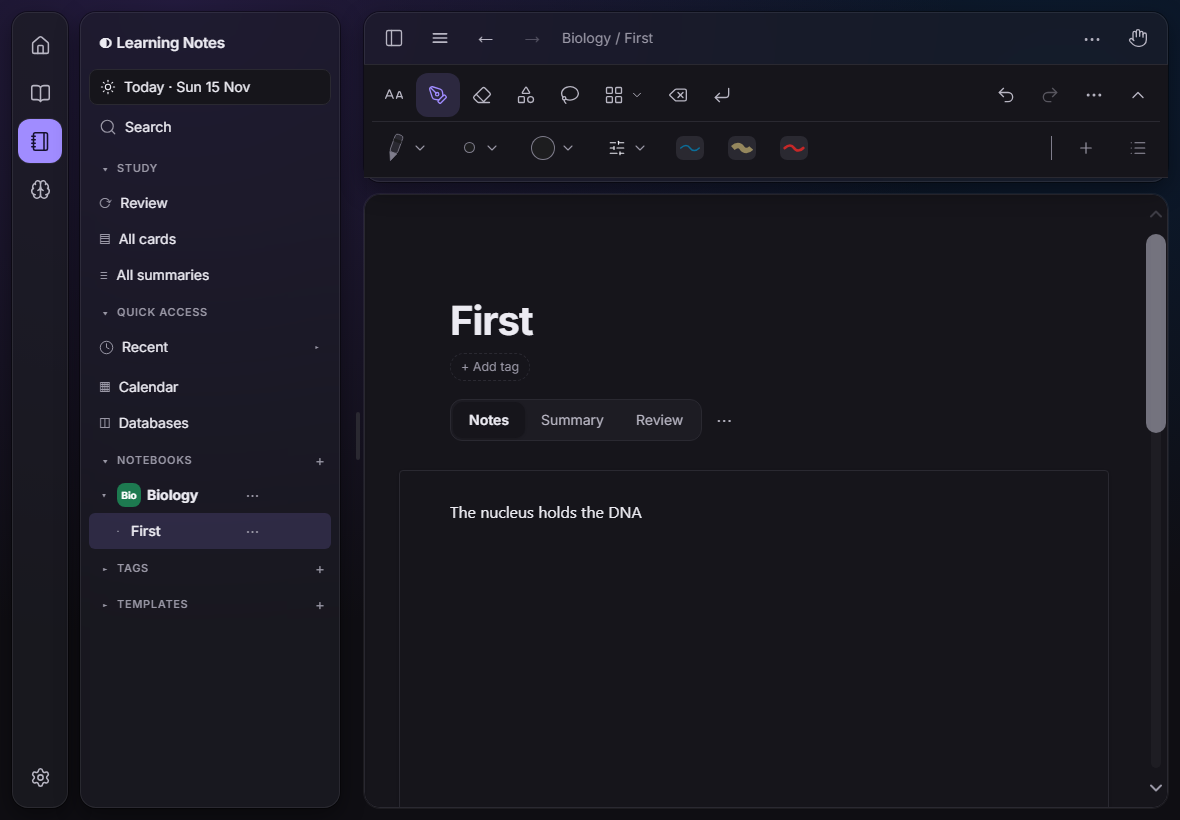 Learning Notes
Today · Sun 15 Nov
Search
STUDY
Review
All cards
All summaries
QUICK ACCESS
Recent
Calendar
Databases
NOTEBOOKS
Bio Biology
First
TAGS
TEMPLATES
Biology / First
AA
First
+ Add tag
Notes Summary Review
The nucleus holds the DNA